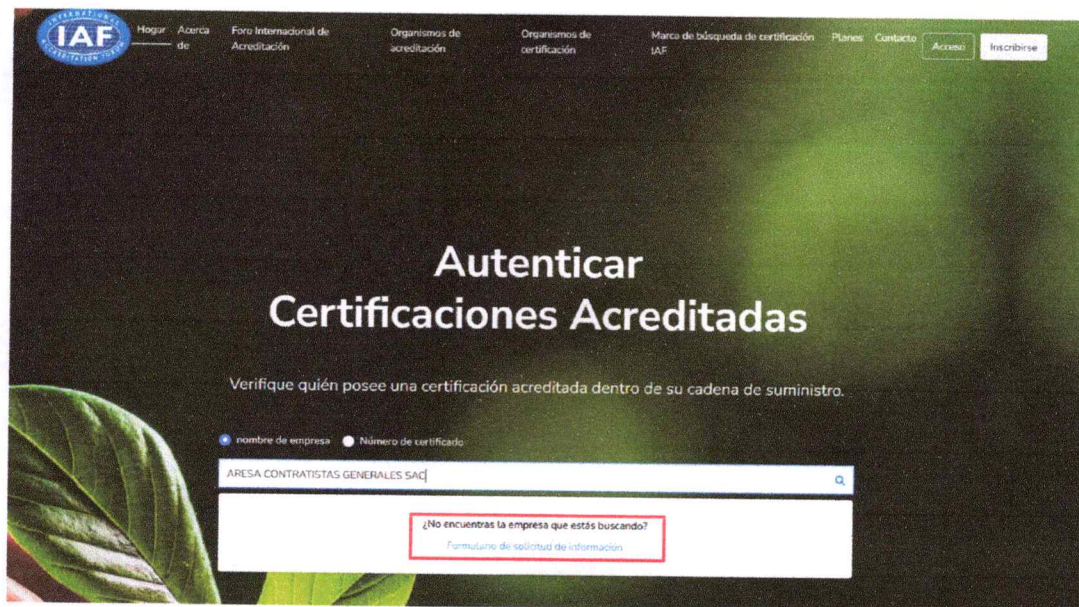 INTERNATIONAL
IAF
ACCREDITATION FORUM
Hogar
Acerca de
Foro Internacional de Acreditación
Organismos de acreditación
Organismos de certificación
Marca de búsqueda de certificación IAF
Planes
Contacto
Acceso
Inscribirse
Autenticar
Certificaciones Acreditadas
Verifique quién posee una certificación acreditada dentro de su cadena de suministro.
nombre de empresa Número de certificado
ARESA CONTRATISTAS GENERALES SAC
¿No encuentras la empresa que estás buscando?
Formulario de solicitud de información